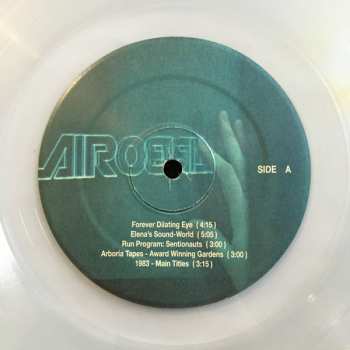 SIDE A
Forever Dilating Eye ( 4:15 )
Elena's Sound-World ( 5:05 )
Run Program: Sentionauts ( 3:00 )
Arboria Tapes - Award Winning Gardens ( 3:00 )
1983 - Main Titles ( 3:15 )